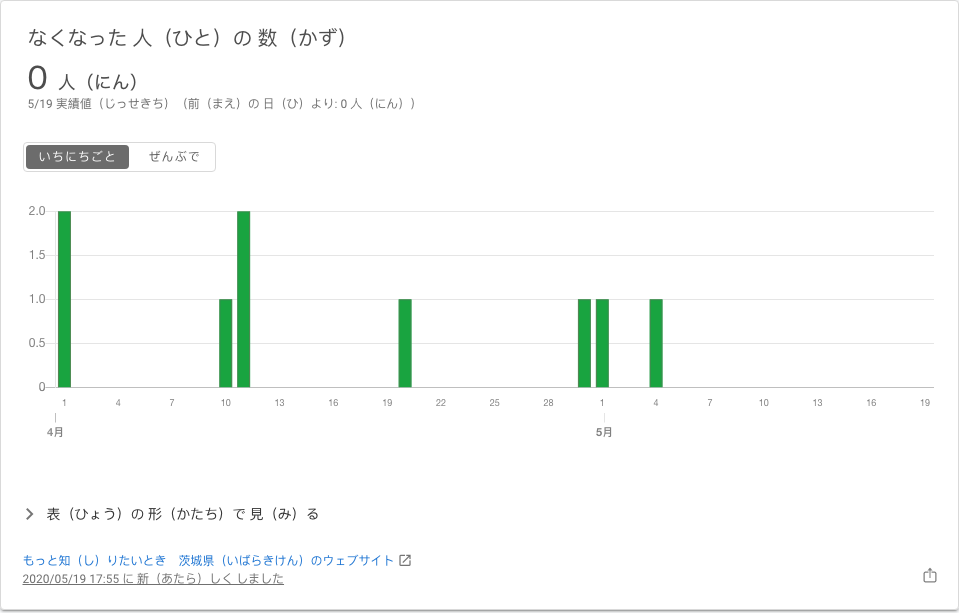 なくなった 人（ひと）の 数（かず）
0 人（にん）
5/19 実績値（じっせきち）（前（まえ）の 日（ひ）より: 0 人（にん））
いちにちごと ぜんぶで
2.0
1.5
1.0
0.5
0
1 4 7 10 13 16 19 22 25 28 1 4 7 10 13 16 19
4月 5月
表（ひょう）の 形（かたち）で 見（み）る
もっと知（し）りたいとき　茨城県（いばらきけん）のウェブサイト
2020/05/19 17:55 に 新（あたら）しく しました